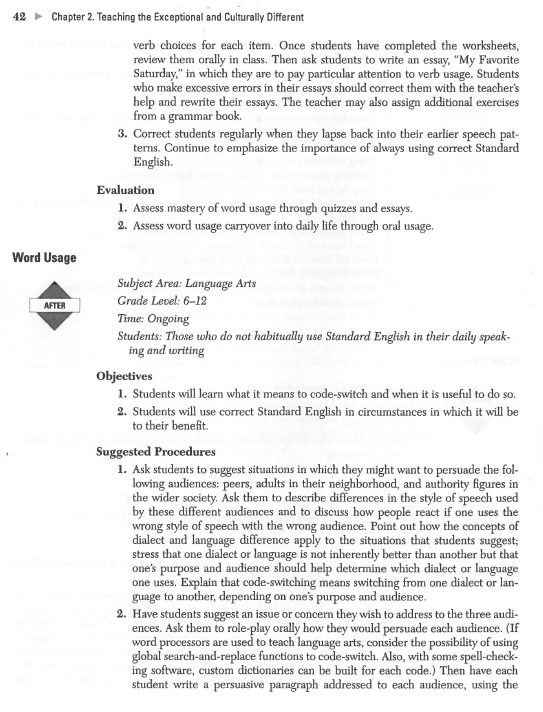 42 ▶ Chapter 2. Teaching the Exceptional and Culturally Different
verb choices for each item. Once students have completed the worksheets,
review them orally in class. Then ask students to write an essay, “My Favorite
Saturday,” in which they are to pay particular attention to verb usage. Students
who make excessive errors in their essays should correct them with the teacher’s
help and rewrite their essays. The teacher may also assign additional exercises
from a grammar book.
3. Correct students regularly when they lapse back into their earlier speech pat-
terns. Continue to emphasize the importance of always using correct Standard
English.
Evaluation
1. Assess mastery of word usage through quizzes and essays.
2. Assess word usage carryover into daily life through oral usage.
Word Usage
AFTER
Subject Area: Language Arts
Grade Level: 6–12
Time: Ongoing
Students: Those who do not habitually use Standard English in their daily speak-
ing and writing
Objectives
1. Students will learn what it means to code-switch and when it is useful to do so.
2. Students will use correct Standard English in circumstances in which it will be
to their benefit.
Suggested Procedures
1. Ask students to suggest situations in which they might want to persuade the fol-
lowing audiences: peers, adults in their neighborhood, and authority figures in
the wider society. Ask them to describe differences in the style of speech used
by these different audiences and to discuss how people react if one uses the
wrong style of speech with the wrong audience. Point out how the concepts of
dialect and language difference apply to the situations that students suggest;
stress that one dialect or language is not inherently better than another but that
one’s purpose and audience should help determine which dialect or language
one uses. Explain that code-switching means switching from one dialect or lan-
guage to another, depending on one’s purpose and audience.
2. Have students suggest an issue or concern they wish to address to the three audi-
ences. Ask them to role-play orally how they would persuade each audience. (If
word processors are used to teach language arts, consider the possibility of using
global search-and-replace functions to code-switch. Also, with some spell-check-
ing software, custom dictionaries can be built for each code.) Then have each
student write a persuasive paragraph addressed to each audience, using the